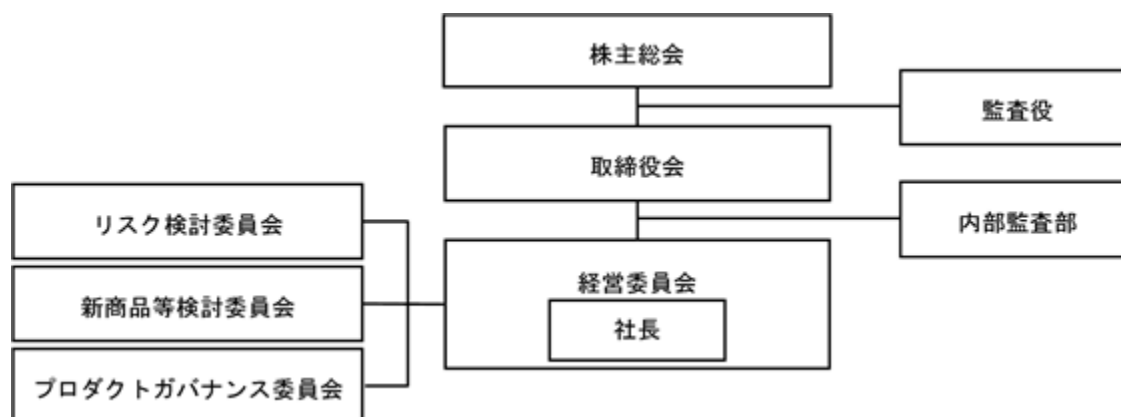 株主総会
監査役
取締役会
リスク検討委員会
内部監査部
経営委員会
新商品等検討委員会
社長
プロダクトガバナンス委員会